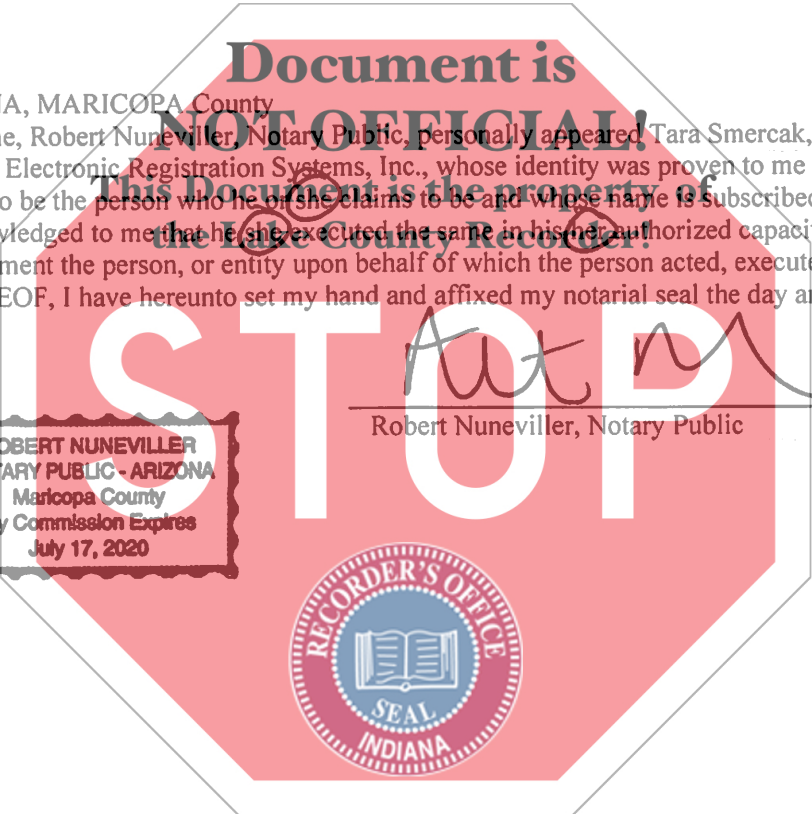 Document is
NA, MARICOPA County
NOT OFFICIAL!
ne, Robert Nuneviller, Notary Public, personally appeared Tara Smercak,
Electronic Registration Systems, Inc., whose identity was proven to me
This Document is the property of
o be the person who he or she claims to be and whose name is subscribed
wledged to me that he/she executed the same in his/her authorized capacit
the Lake County Recorder!
ment the person, or entity upon behalf of which the person acted, execute
EOF, I have hereunto set my hand and affixed my notarial seal the day an
STOP
Robert Nuneviller, Notary Public
OBERT NUNEVILLER
TARY PUBLIC - ARIZONA
Maricopa County
y Commission Expires
July 17, 2020
RECORDER'S OFFICE
SEAL
INDIANA